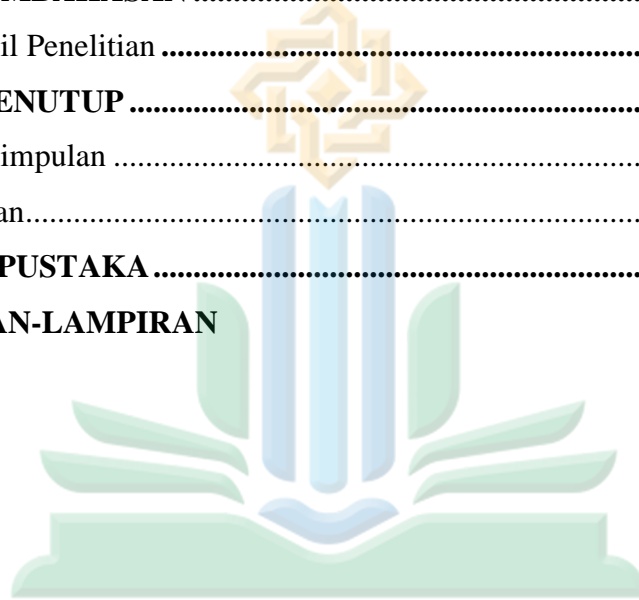 il Penelitian ........................................................................
ENUTUP ........................................................................
impulan ........................................................................
an........................................................................
PUSTAKA ........................................................................
AN-LAMPIRAN